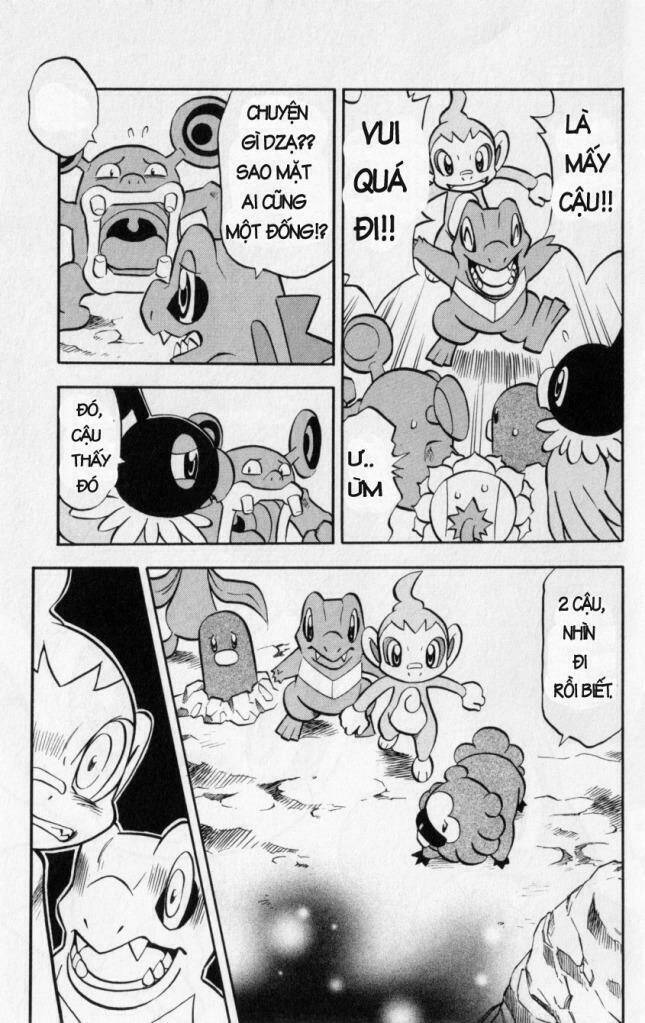 LÀ
MẤY
CẬU!!
VUI
QUÁ
ĐI!!
Ư..
ỪM
CHUYỆN
GÌ DZẠ??
SAO MẶT
AI CŨNG
MỘT ĐỐNG!?
ĐÓ,
CẬU
THẤY
ĐÓ
2 CẬU,
NHÌN
ĐI
RỒI BIẾT.